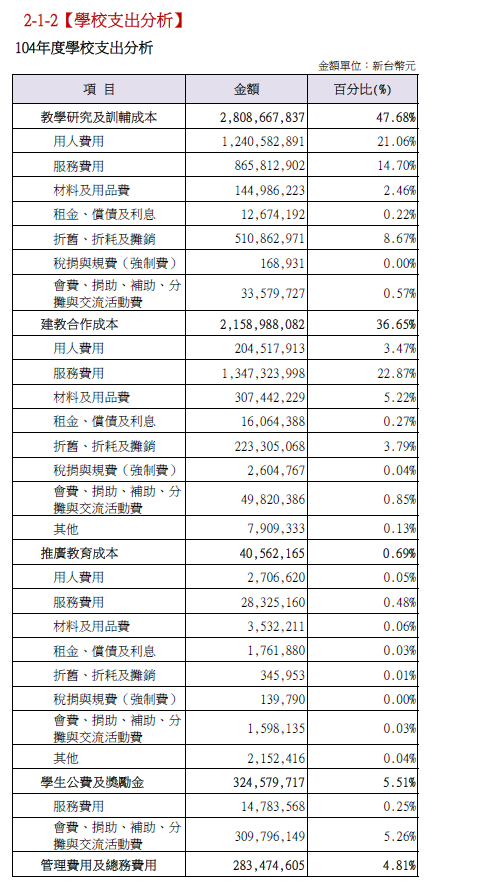 2-1-2【學校支出分析】
104年度學校支出分析
金額單位：新台幣元
項 目 金額 百分比(%)
教學研究及訓輔成本 2,808,667,837 47.68%
用人費用 1,240,582,891 21.06%
服務費用 865,812,902 14.70%
材料及用品費 144,986,223 2.46%
租金、償債及利息 12,674,192 0.22%
折舊、折耗及攤銷 510,862,971 8.67%
稅捐與規費（強制費） 168,931 0.00%
會費、捐助、補助、分
攤與交流活動費 33,579,727 0.57%
建教合作成本 2,158,988,082 36.65%
用人費用 204,517,913 3.47%
服務費用 1,347,323,998 22.87%
材料及用品費 307,442,229 5.22%
租金、償債及利息 16,064,388 0.27%
折舊、折耗及攤銷 223,305,068 3.79%
稅捐與規費（強制費） 2,604,767 0.04%
會費、捐助、補助、分
攤與交流活動費 49,820,386 0.85%
其他 7,909,333 0.13%
推廣教育成本 40,562,165 0.69%
用人費用 2,706,620 0.05%
服務費用 28,325,160 0.48%
材料及用品費 3,532,211 0.06%
租金、償債及利息 1,761,880 0.03%
折舊、折耗及攤銷 345,953 0.01%
稅捐與規費（強制費） 139,790 0.00%
會費、捐助、補助、分
攤與交流活動費 1,598,135 0.03%
其他 2,152,416 0.04%
學生公費及獎勵金 324,579,717 5.51%
服務費用 14,783,568 0.25%
會費、捐助、補助、分
攤與交流活動費 309,796,149 5.26%
管理費用及總務費用 283,474,605 4.81%